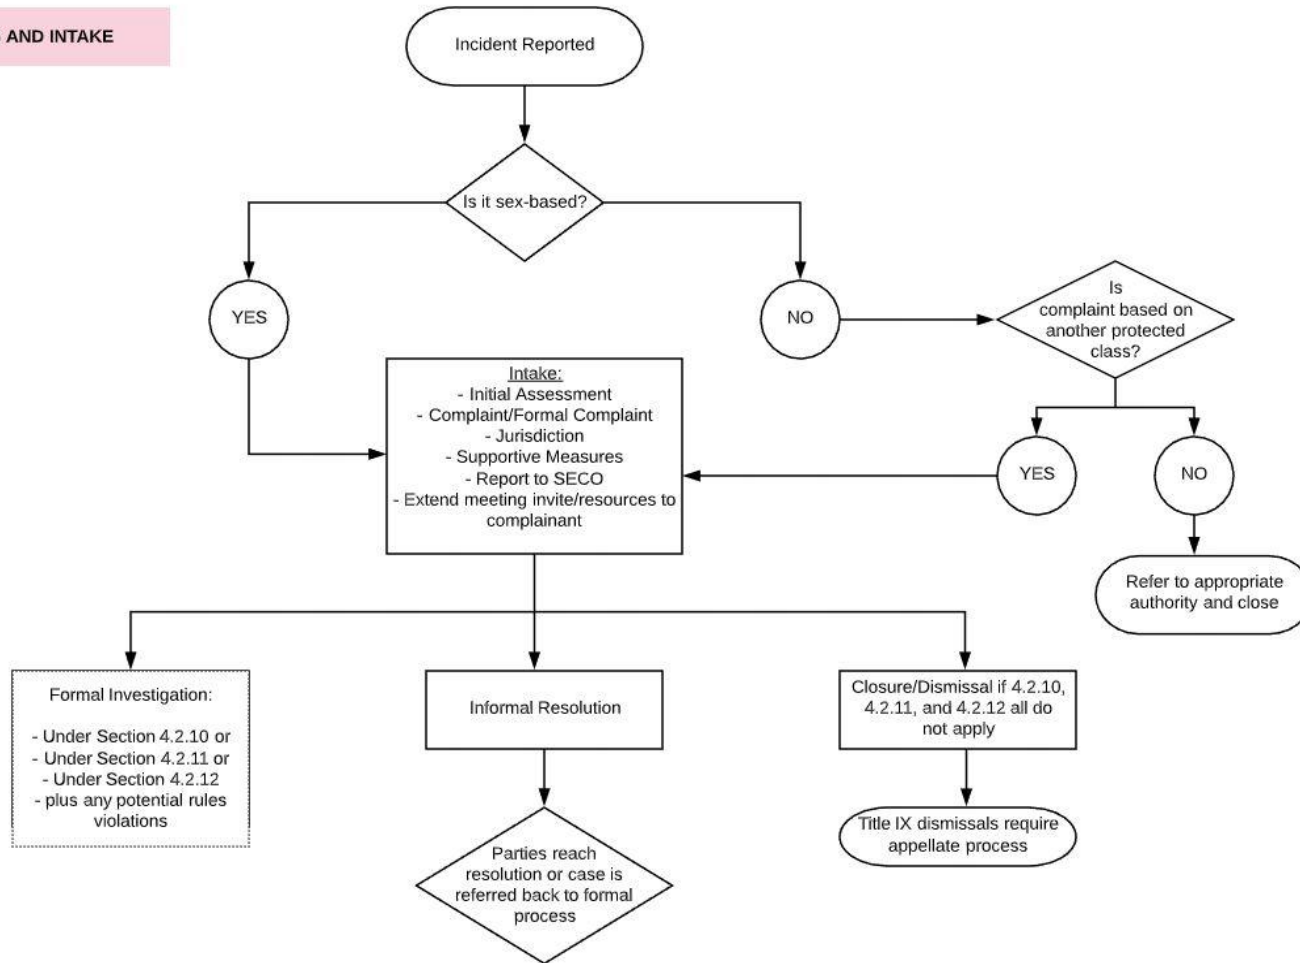 AND INTAKE
Incident Reported
Is it sex-based?
YES
NO
Is
complaint based on
another protected
class?
Intake:
- Initial Assessment
- Complaint/Formal Complaint
- Jurisdiction
- Supportive Measures
- Report to SECO
- Extend meeting invite/resources to
complainant
YES
NO
Refer to appropriate
authority and close
Formal Investigation:
- Under Section 4.2.10 or
- Under Section 4.2.11 or
- Under Section 4.2.12
- plus any potential rules
violations
Informal Resolution
Closure/Dismissal if 4.2.10,
4.2.11, and 4.2.12 all do
not apply
Parties reach
resolution or case is
referred back to formal
process
Title IX dismissals require
appellate process